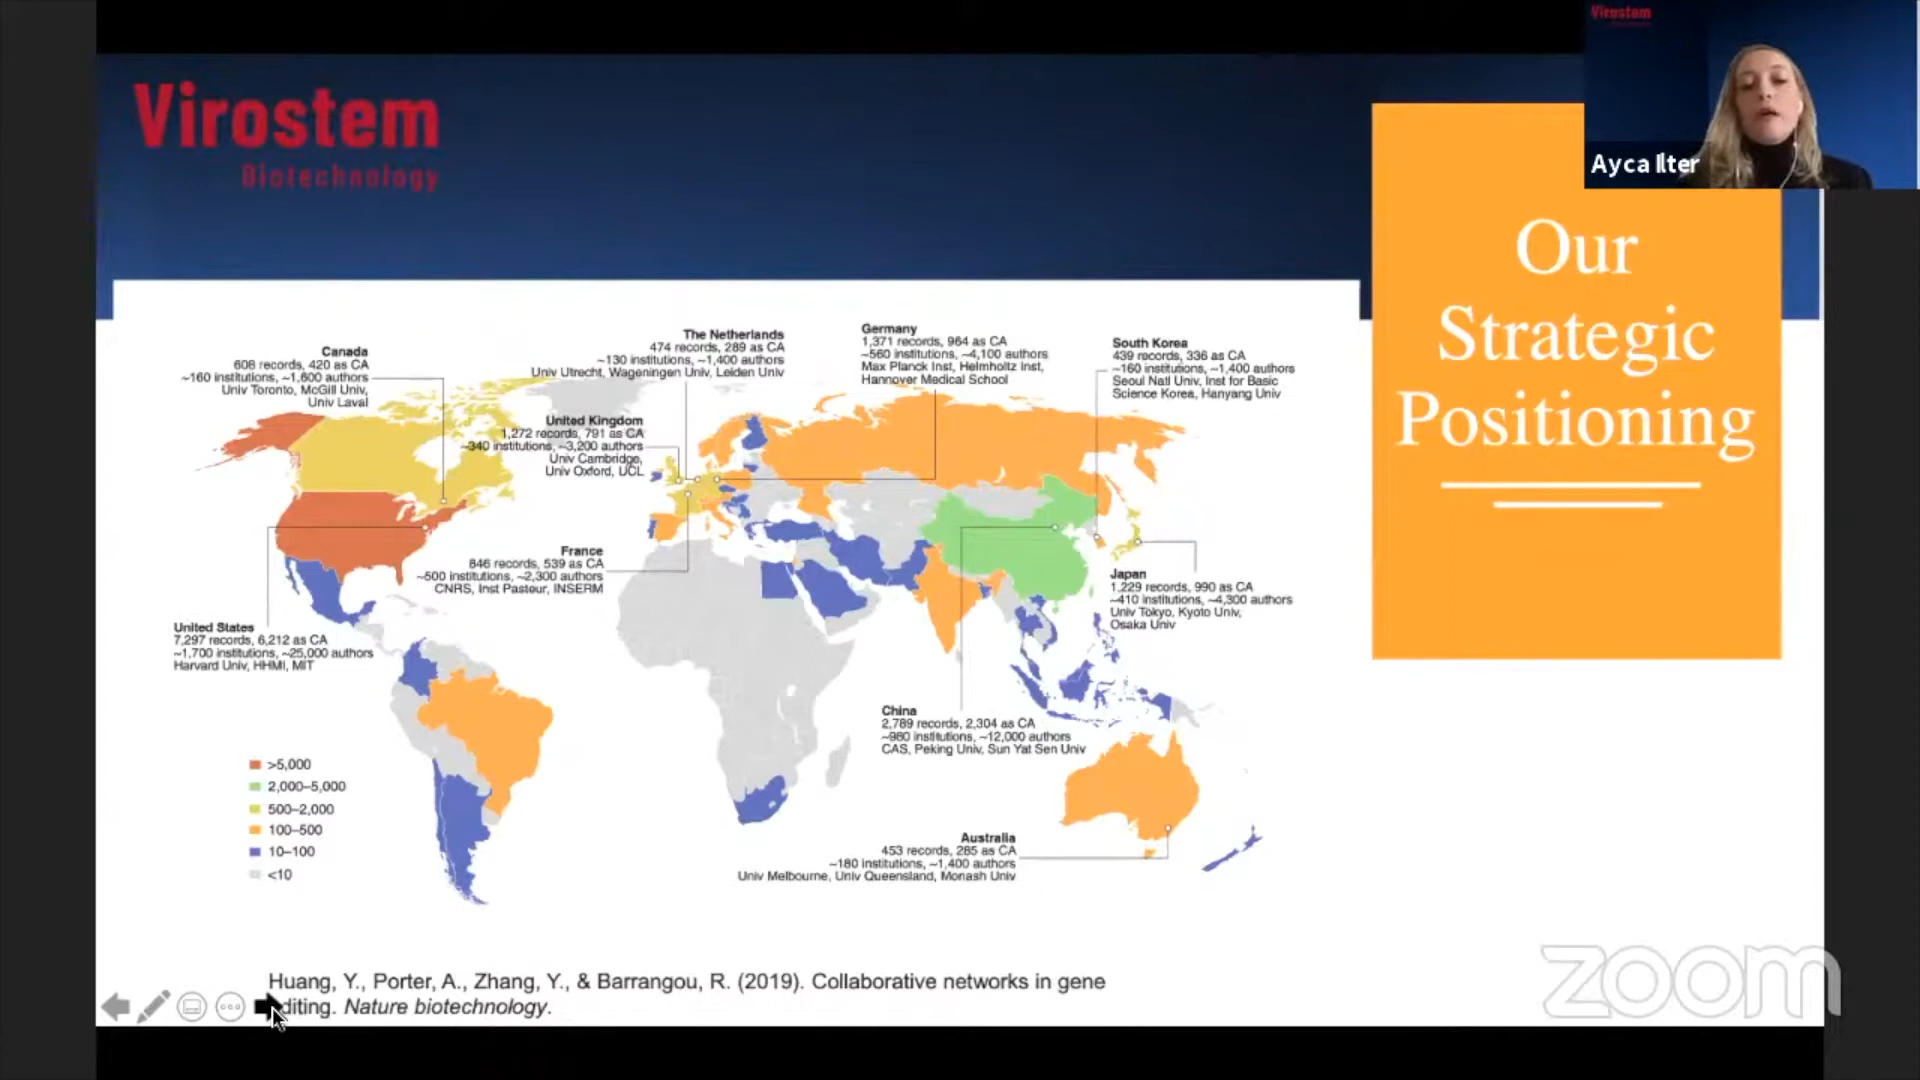 Virostem
Biotechnology
Virostem
Ayca Ilter
Our
Strategic
Positioning
Canada
608 records, 420 as CA
~160 institutions, ~1,600 authors
Univ Toronto, McGill Univ,
Univ Laval
The Netherlands
474 records, 289 as CA
~130 institutions, ~1,400 authors
Univ Utrecht, Wageningen Univ, Leiden Univ
Germany
1,371 records, 964 as CA
~560 institutions, ~4,100 authors
Max Planck Inst, Helmholtz Inst,
Hannover Medical School
South Korea
439 records, 336 as CA
~160 institutions, ~1,400 authors
Seoul Natl Univ, Inst for Basic
Science Korea, Hanyang Univ
United Kingdom
1,272 records, 791 as CA
~340 institutions, ~3,200 authors
Univ Cambridge,
Univ Oxford, UCL
France
846 records, 539 as CA
~500 institutions, ~2,300 authors
CNRS, Inst Pasteur, INSERM
Japan
1,229 records, 990 as CA
~410 institutions, ~4,300 authors
Univ Tokyo, Kyoto Univ,
Osaka Univ
United States
7,297 records, 6,212 as CA
~1,700 institutions, ~25,000 authors
Harvard Univ, HHMI, MIT
China
2,789 records, 2,304 as CA
~980 institutions, ~12,000 authors
CAS, Peking Univ, Sun Yat Sen Univ
Australia
453 records, 285 as CA
~180 institutions, ~1,400 authors
Univ Melbourne, Univ Queensland, Monash Univ
>5,000
2,000–5,000
500–2,000
100–500
10–100
<10
Huang, Y., Porter, A., Zhang, Y., & Barrangou, R. (2019). Collaborative networks in gene
diting. Nature biotechnology.
zoom